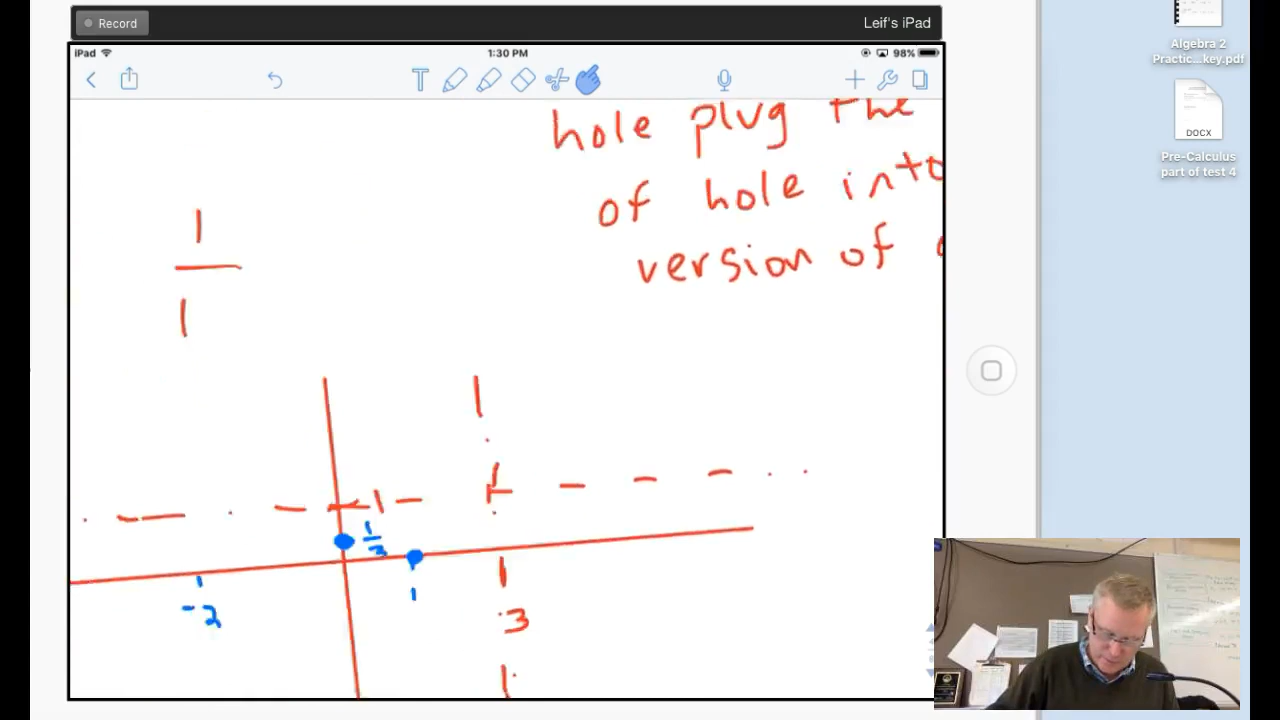 Record
Leif's iPad
iPad
1:30 PM
98%
T
Algebra 2
Practic...key.pdf
DOCX
Pre-Calculus
part of test 4
hole plug the
of hole into
version of
1
1
1
1/3
-2
1
3